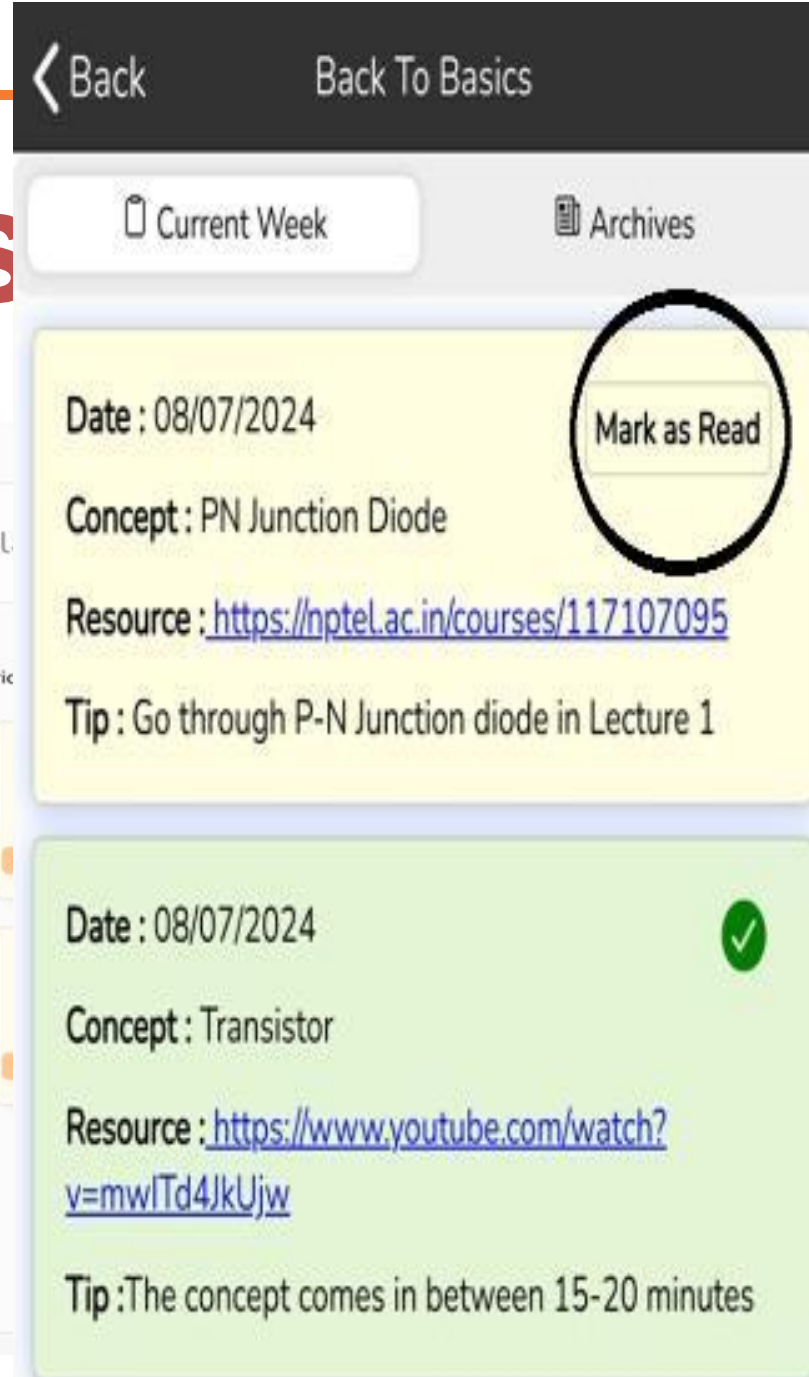 Back Back To Basics
Current Week Archives
Date : 08/07/2024 Mark as Read
Concept : PN Junction Diode
Resource : https://nptel.ac.in/courses/117107095
Tip : Go through P-N Junction diode in Lecture 1
Date : 08/07/2024
Concept : Transistor
Resource : https://www.youtube.com/watch?
v=mwITd4JkUjw
Tip :The concept comes in between 15-20 minutes